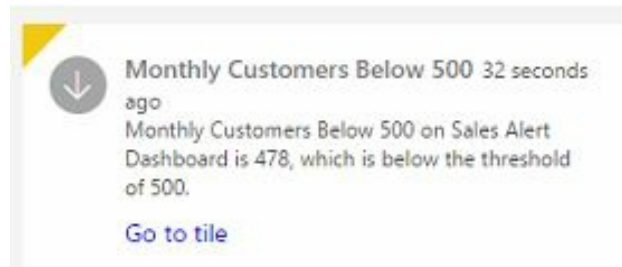 Monthly Customers Below 500 32 seconds
ago
Monthly Customers Below 500 on Sales Alert
Dashboard is 478, which is below the threshold
of 500.
Go to tile